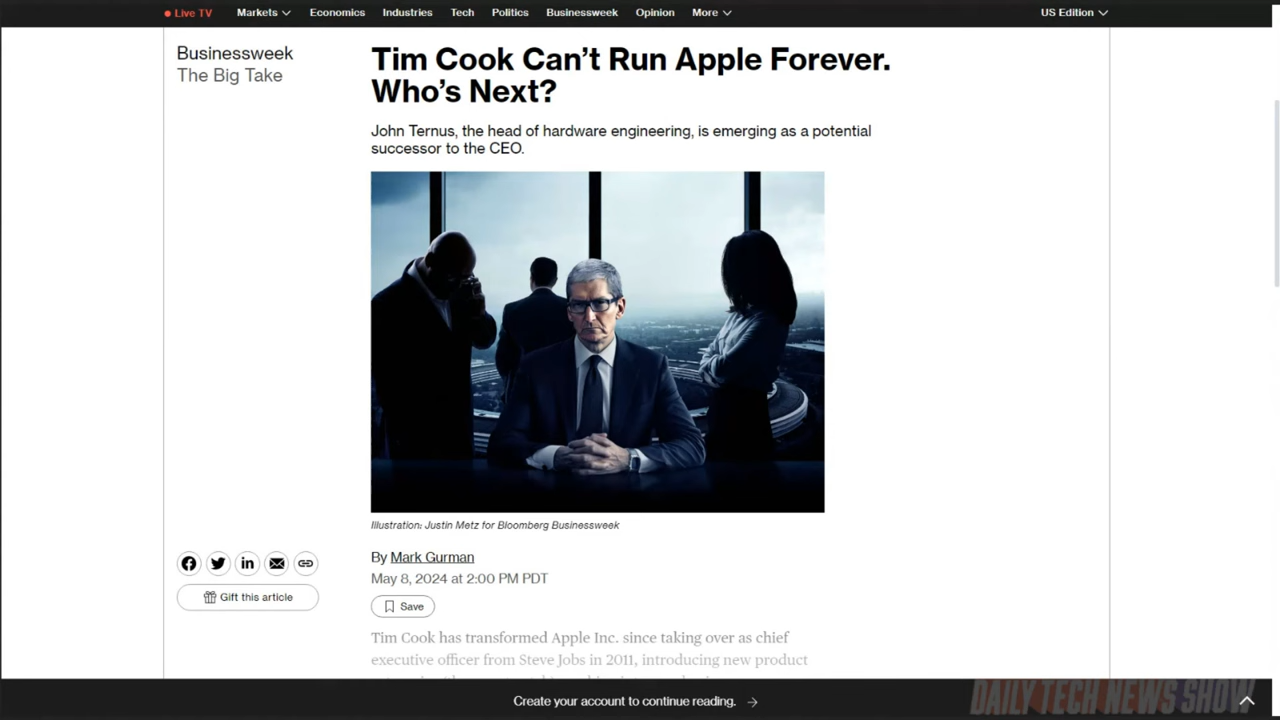 Live TV Markets Economics Industries Tech Politics Businessweek Opinion More US Edition
Businessweek
The Big Take
Tim Cook Can’t Run Apple Forever.
Who’s Next?
John Ternus, the head of hardware engineering, is emerging as a potential
successor to the CEO.
Illustration: Justin Metz for Bloomberg Businessweek
By Mark Gurman
May 8, 2024 at 2:00 PM PDT
Gift this article
Save
Tim Cook has transformed Apple Inc. since taking over as chief
executive officer from Steve Jobs in 2011, introducing new product
Create your account to continue reading.
DAILY TECH NEWS SHOW